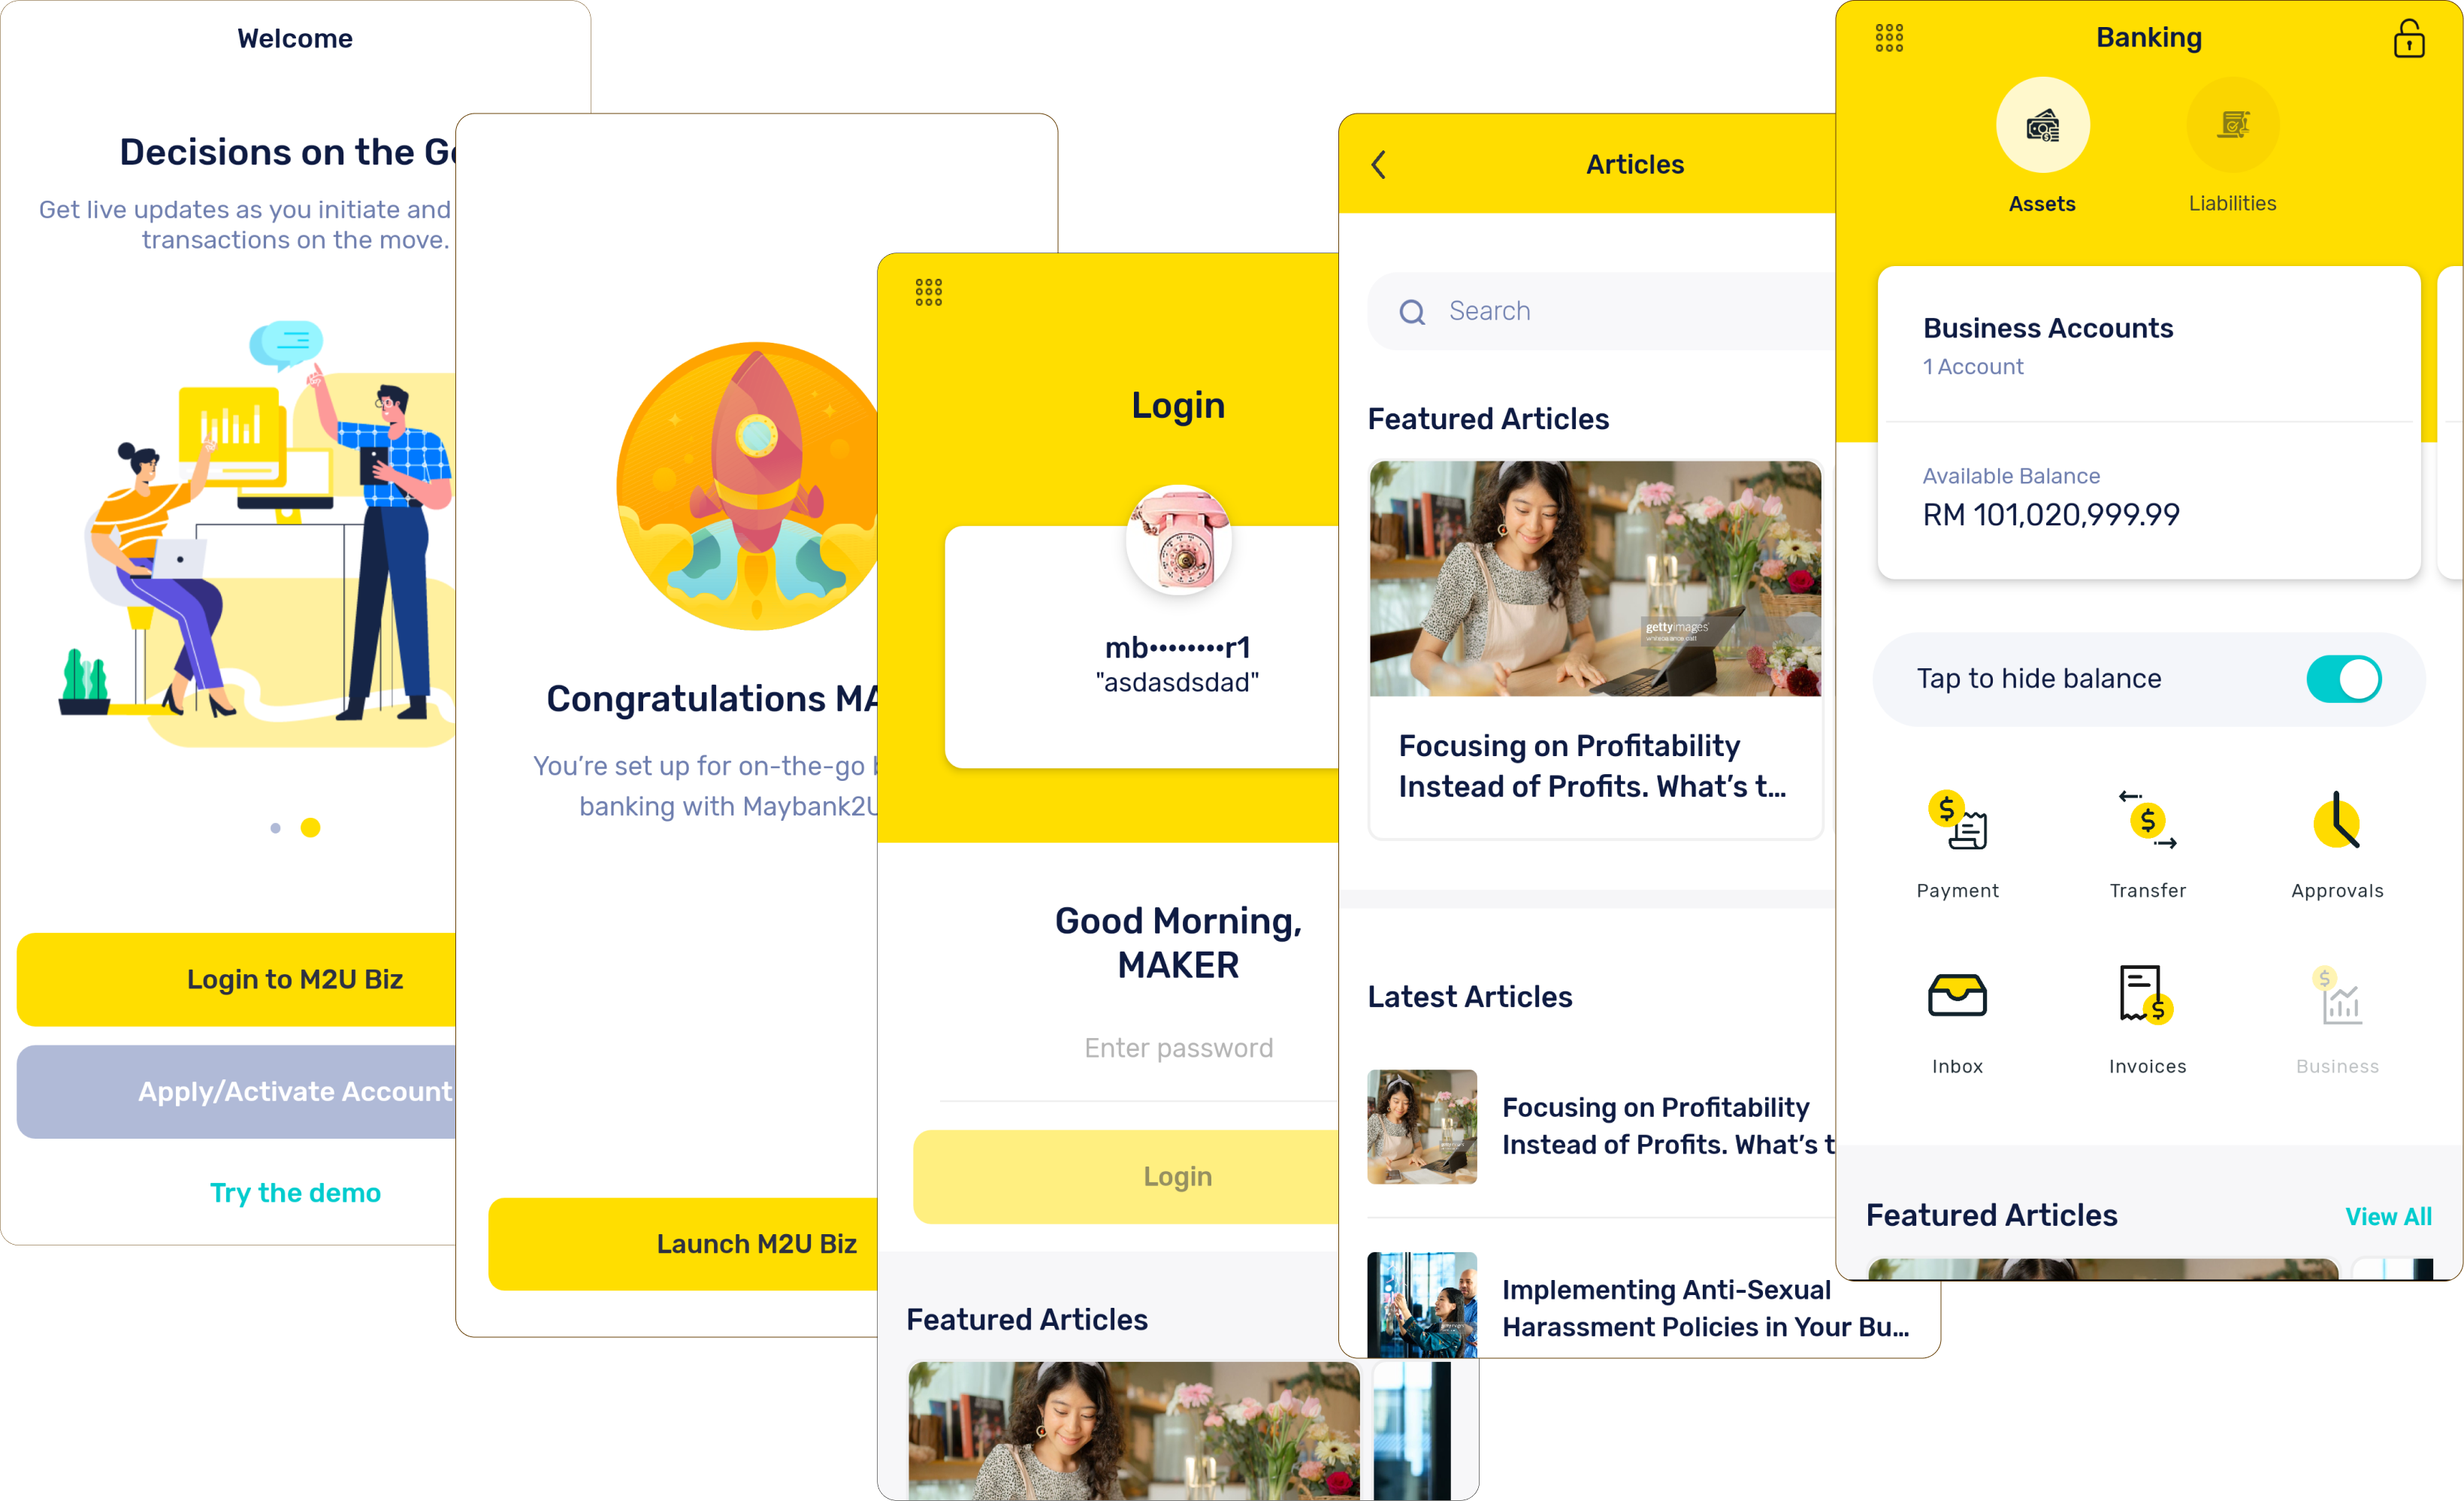 Welcome
Decisions on the
Get live updates as you initiate and
transactions on the move.
Login to M2U Biz
Apply/Activate Account
Try the demo
Congratulations
You're set up for on-the-go
banking with Maybank2U
Launch M2U Biz
Login
mb••••••••r1
"asdasdsdad"
Good Morning,
MAKER
Enter password
Login
Featured Articles
Articles
Search
Featured Articles
gettyimages
Focusing on Profitability
Instead of Profits. What's t...
Latest Articles
Focusing on Profitability
Instead of Profits. What's t
Implementing Anti-Sexual
Harassment Policies in Your Bu...
Banking
Assets
Liabilities
Business Accounts
1 Account
Available Balance
RM 101,020,999.99
Tap to hide balance
Payment
Transfer
Approvals
Inbox
Invoices
Business
Featured Articles
View All